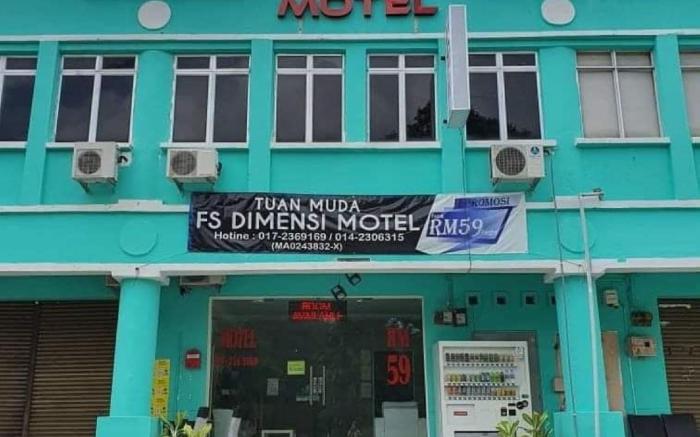 MOTEL
TUAN MUDA
FS DIMENSI MOTEL
Hotine : 017-2369169 / 014-2306315
(MA0243832-X)
PROMOSI
RM59
ROOM
AVAILABLE
MOTEL
RM
59